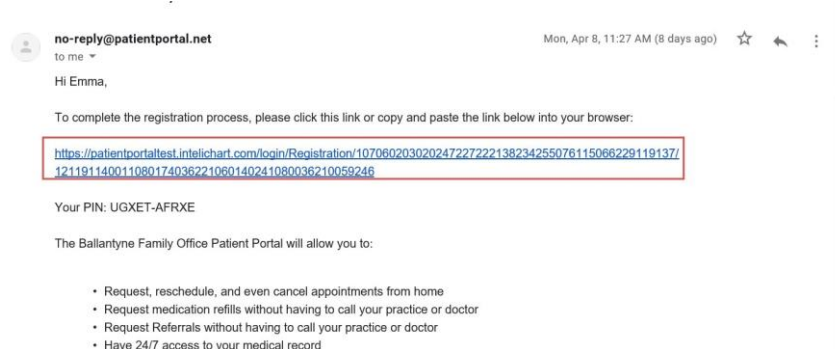 no-reply@patientportal.net
Mon, Apr 8, 11:27 AM (8 days ago)
to me
Hi Emma,
To complete the registration process, please click this link or copy and paste the link below into your browser:
https://patientportaltest.intelichart.com/login/Registration/107060203020247227222138234255076115066229119137/
121191140011080174036221060140241080036210059246
Your PIN: UGXET-AFRXE
The Ballantyne Family Office Patient Portal will allow you to:
• Request, reschedule, and even cancel appointments from home
• Request medication refills without having to call your practice or doctor
• Request Referrals without having to call your practice or doctor
• Have 24/7 access to your medical record